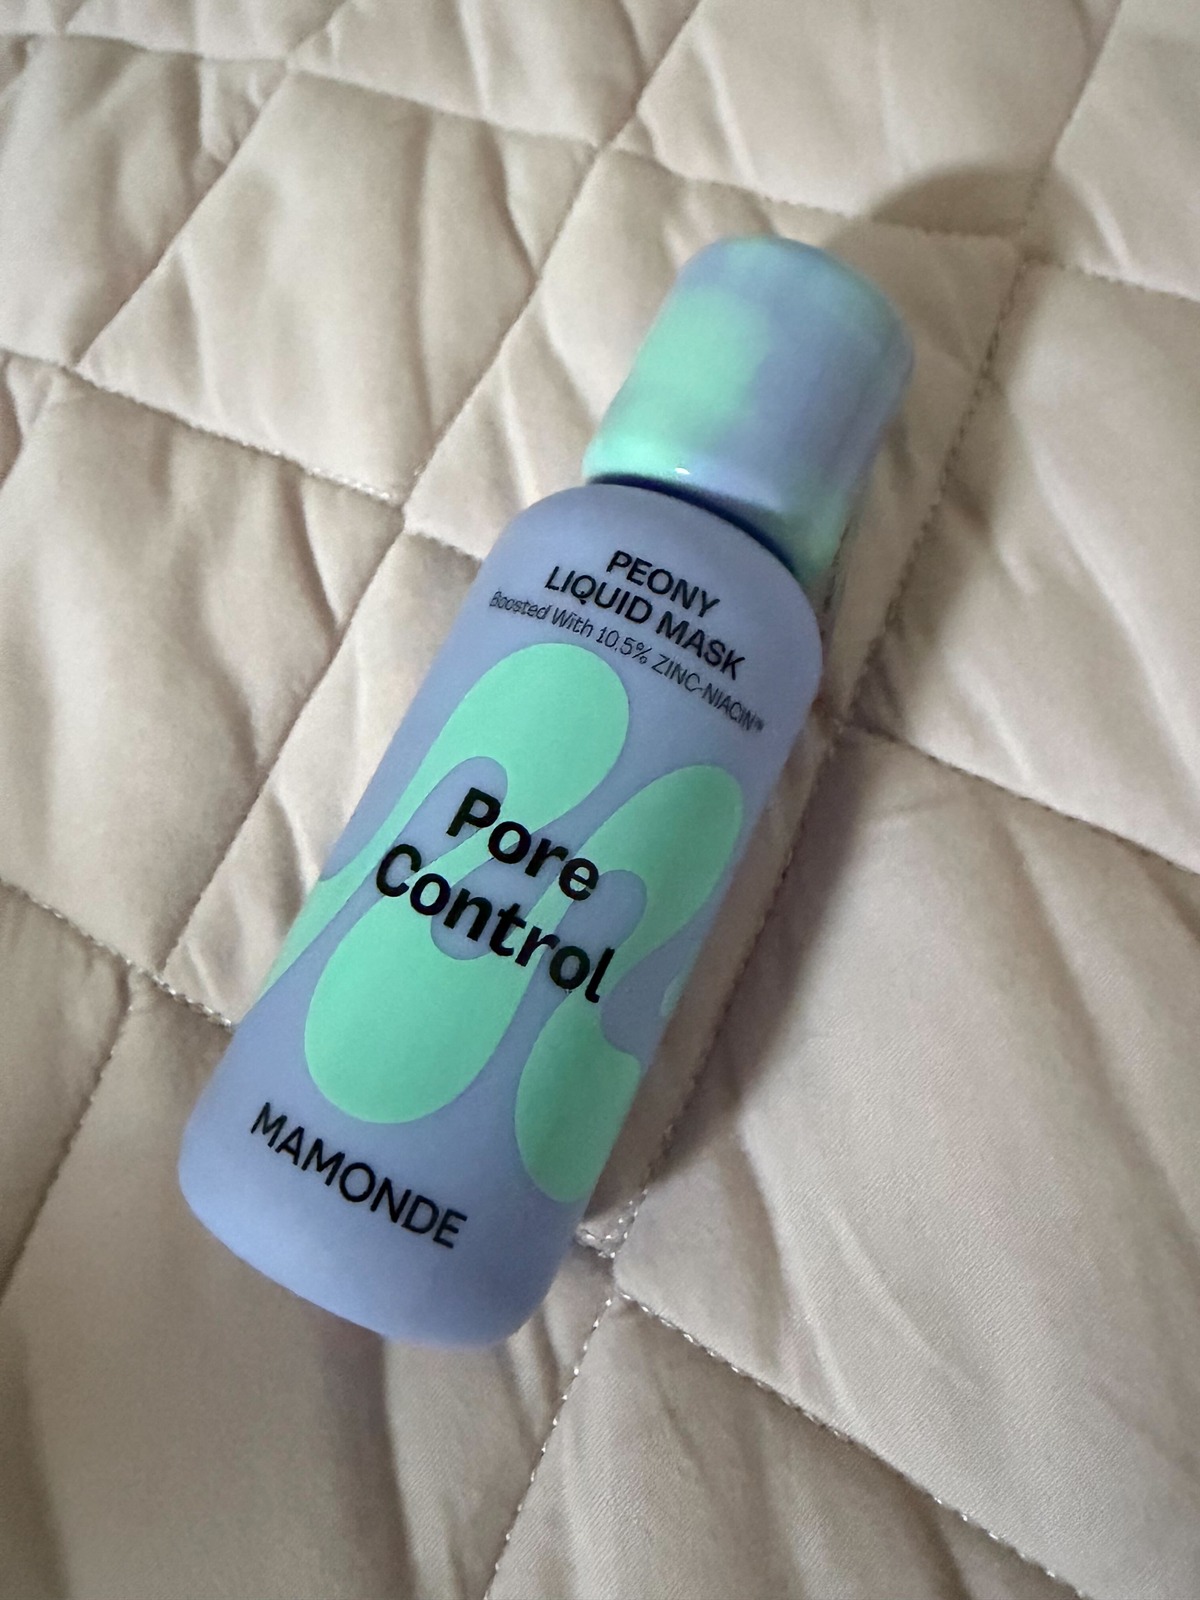 PEONY
LIQUID MASK
Boosted With 10.5% ZINC-NIACIN™
Pore
Control
MAMONDE